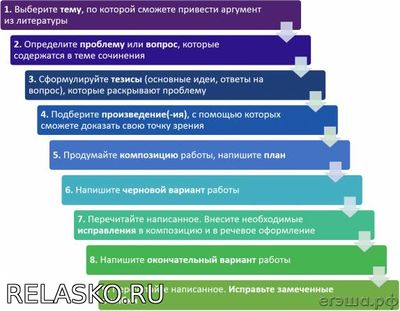 1. Выберите тему, по которой сможете привести аргумент
из литературы
2. Определите проблему или вопрос, которые
содержатся в теме сочинения
3. Сформулируйте тезисы (основные идеи, ответы на
вопрос), которые раскрывают проблему
4. Подберите произведение(-ия), с помощью которых
сможете доказать свою точку зрения
5. Продумайте композицию работы, напишите план
6. Напишите черновой вариант работы
7. Перечитайте написанное. Внесите необходимые
исправления в композицию и в речевое оформление
8. Напишите окончательный вариант работы
написанное. Исправьте замеченные
RELASKO.RU
егэша.рф